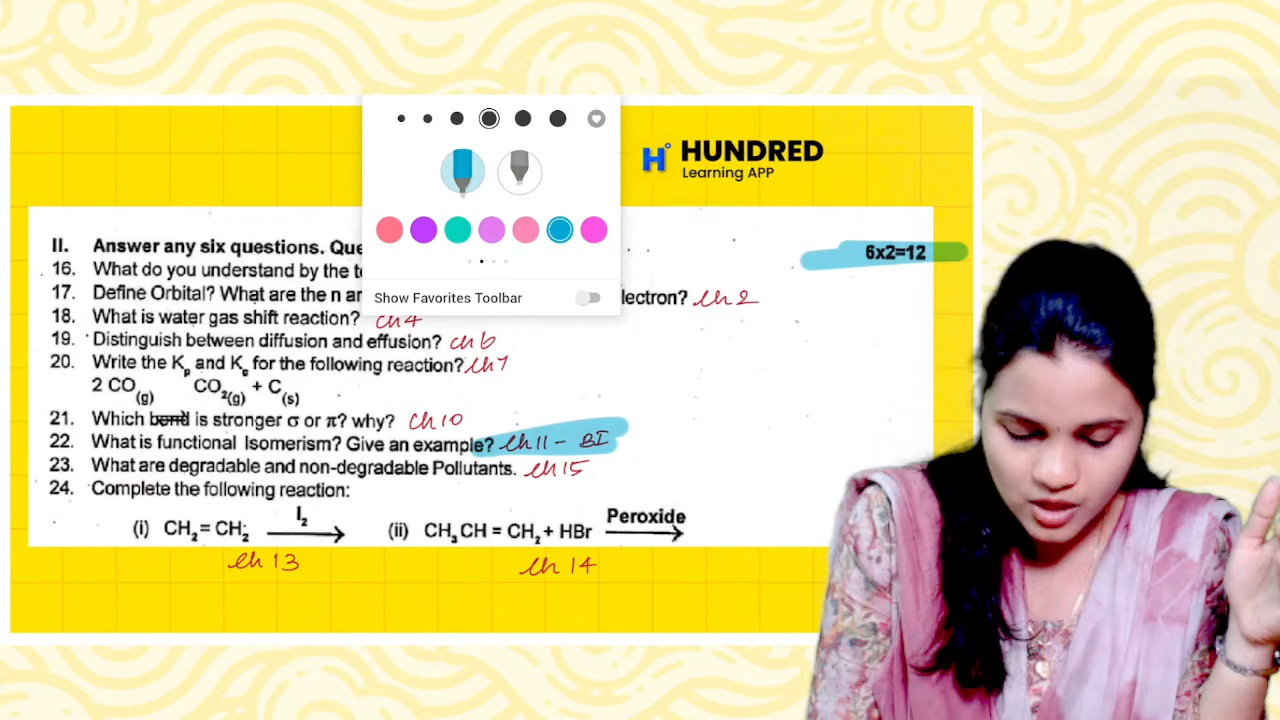 HUNDRED
Learning APP
II. Answer any six questions. 6x2=12
16. What do you understand by the
17. Define Orbital? What are the n lectron? ch 2
18. What is water gas shift reaction? ch 4
Show Favorites Toolbar
19. Distinguish between diffusion and effusion? ch 6
20. Write the Kp and Kc for the following reaction? ch 7
2 CO(g) CO2(g) + C(s)
21. Which bond is stronger σ or π? why? ch 10
22. What is functional Isomerism? Give an example? ch 11 - BI
23. What are degradable and non-degradable Pollutants. ch 15
24. Complete the following reaction:
(i) CH2 = CH2 I2 (ii) CH3CH = CH2 + HBr Peroxide
ch 13 ch 14